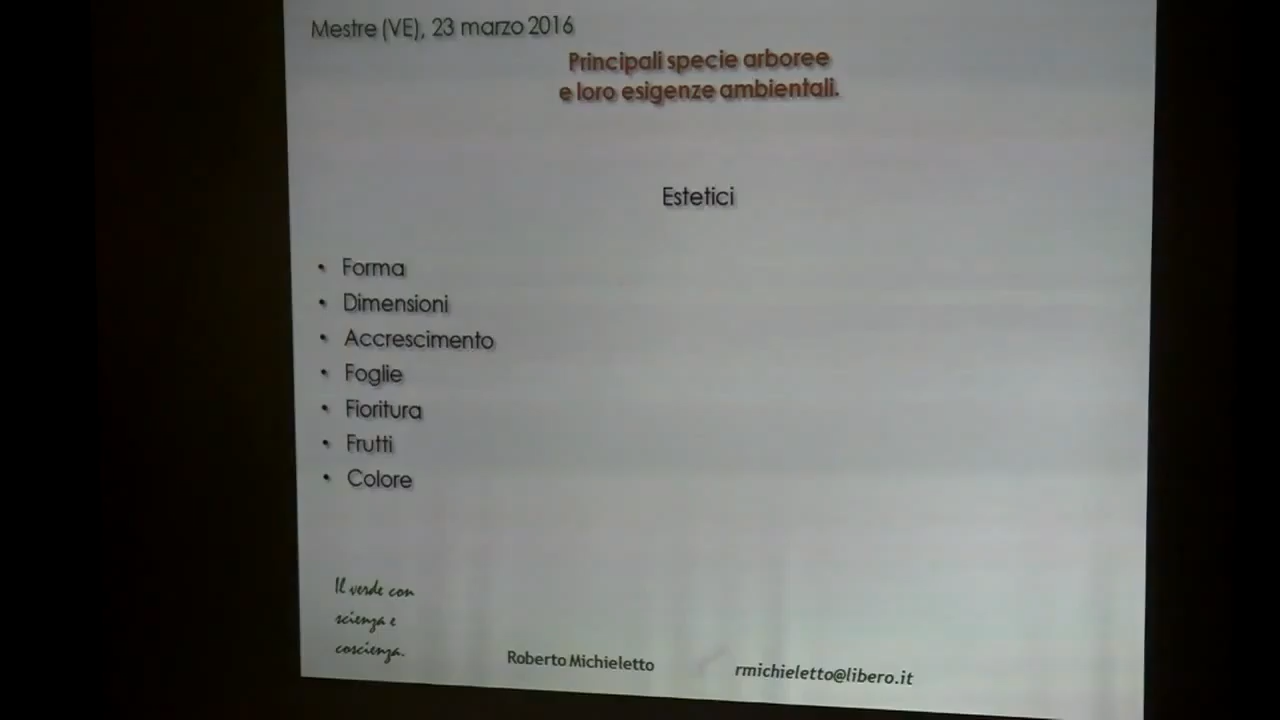 Mestre (VE), 23 marzo 2016
Principali specie arboree
e loro esigenze ambientali.
Estetici
• Forma
• Dimensioni
• Accrescimento
• Foglie
• Fioritura
• Frutti
• Colore
Il verde con
scienza e
coscienza.
Roberto Michieletto
rmichieletto@libero.it